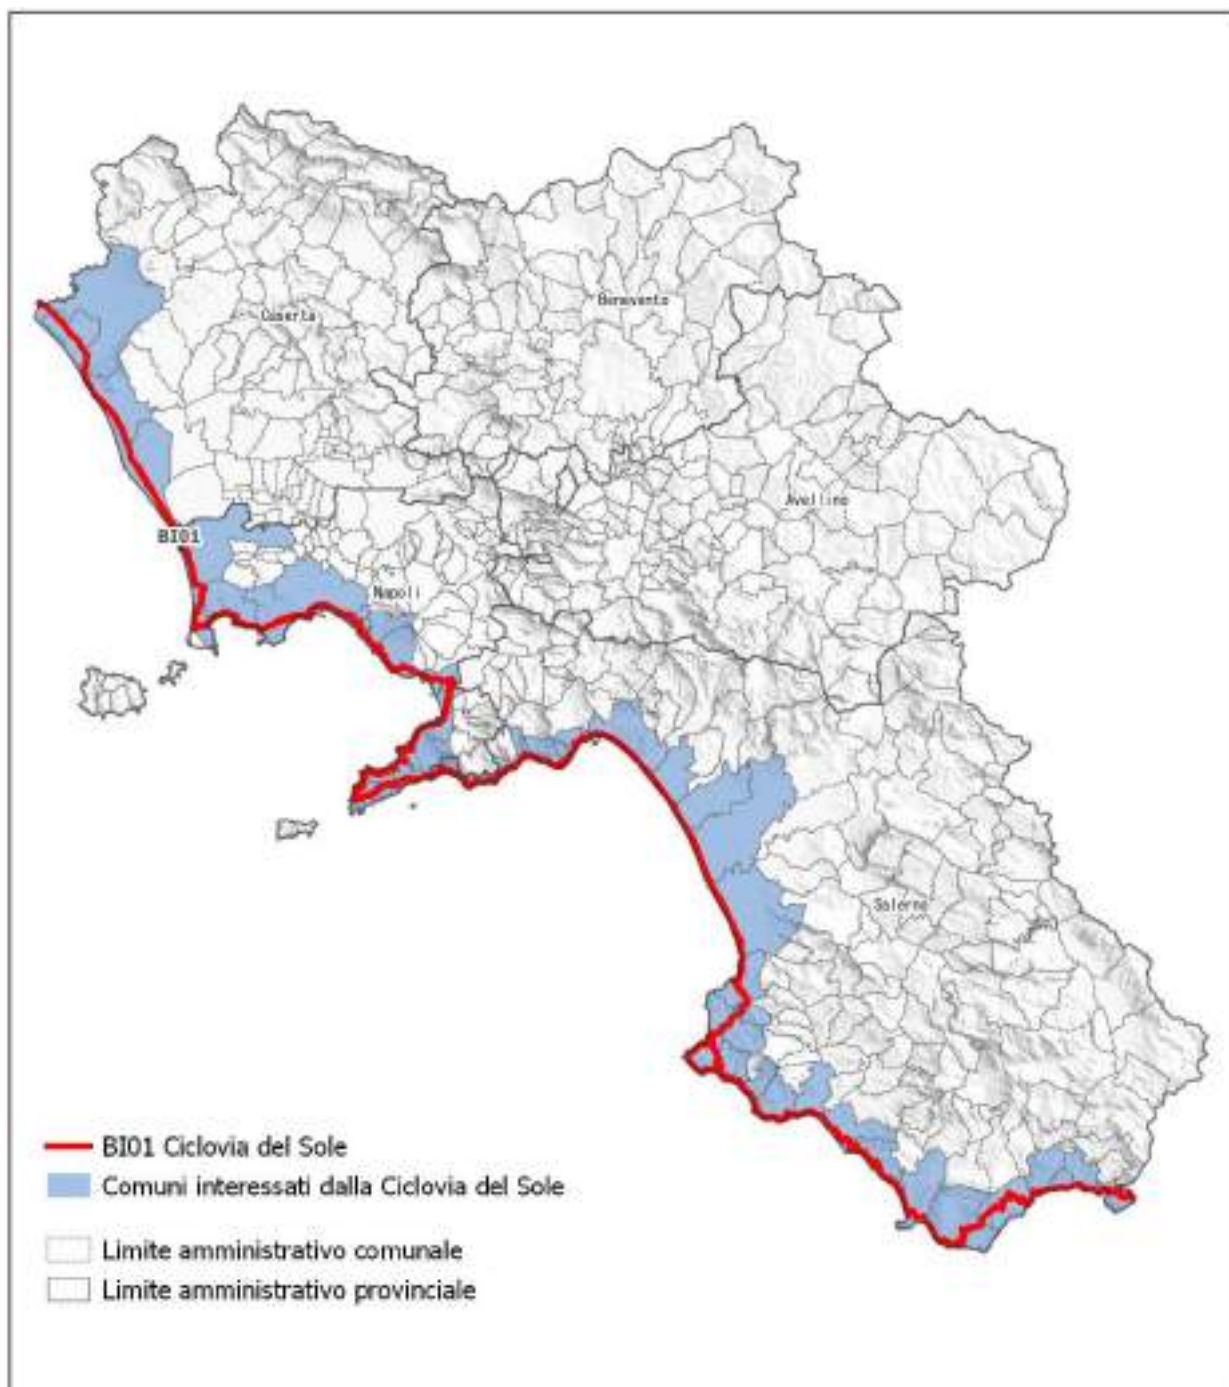 Benevento
Caserta
Avellino
BI01
Napoli
Salerno
BI01 Ciclovia del Sole
Comuni interessati dalla Ciclovia del Sole
Limite amministrativo comunale
Limite amministrativo provinciale